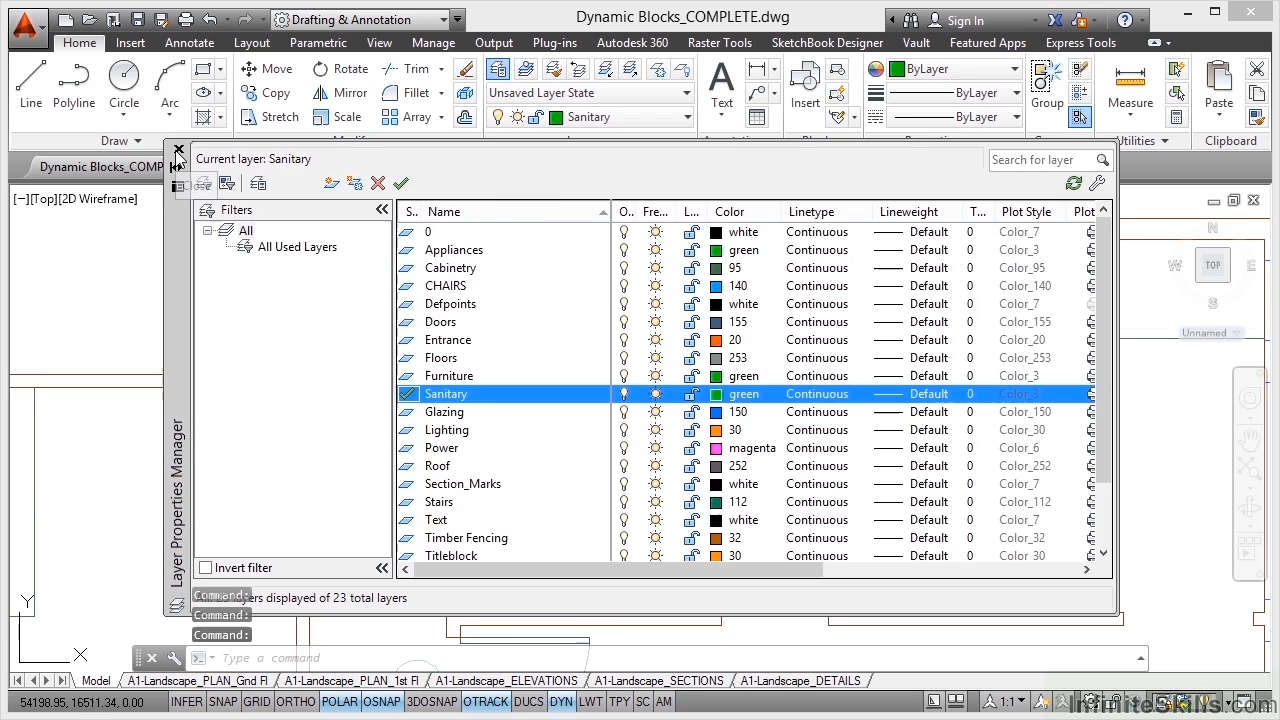 Drafting & Annotation Dynamic Blocks_COMPLETE.dwg Sign In
Home Insert Annotate Layout Parametric View Manage Output Plug-ins Autodesk 360 Raster Tools SketchBook Designer Vault Featured Apps Express Tools
Move Rotate Trim ByLayer
Copy Mirror Fillet Unsaved Layer State ByLayer
Line Polyline Circle Arc Text Insert Group Measure Paste
Stretch Scale Array Sanitary ByLayer
Draw Utilities Clipboard
Dynamic Blocks_COMP
Current layer: Sanitary Search for layer
[−][Top][2D Wireframe]
Filters S.. Name O.. Fre... L... Color Linetype Lineweight T... Plot Style Plot
All 0 white Continuous Default 0 Color_7
All Used Layers
Appliances green Continuous Default 0 Color_3
Cabinetry 95 Continuous Default 0 Color_95
CHAIRS 140 Continuous Default 0 Color_140
Defpoints white Continuous Default 0 Color_7
Doors 155 Continuous Default 0 Color_155
Entrance 20 Continuous Default 0 Color_20
Floors 253 Continuous Default 0 Color_253
Furniture green Continuous Default 0 Color_3
Sanitary green Continuous Default 0 Color_3
Glazing 150 Continuous Default 0 Color_150
Lighting 30 Continuous Default 0 Color_30
Power magenta Continuous Default 0 Color_6
Roof 252 Continuous Default 0 Color_252
Section_Marks white Continuous Default 0 Color_7
Stairs 112 Continuous Default 0 Color_112
Text white Continuous Default 0 Color_7
Timber Fencing 32 Continuous Default 0 Color_32
Titleblock 30 Continuous Default 0 Color_30
N
W TOP E
S
Unnamed
Layer Properties Manager
Invert filter
Command: layers displayed of 23 total layers
Command:
Command:
Y
X
Type a command
Model A1-Landscape_PLAN_Gnd Fl A1-Landscape_PLAN_1st Fl A1-Landscape_ELEVATIONS A1-Landscape_SECTIONS A1-Landscape_DETAILS
54198.95, 16511.34, 0.00 INFER SNAP GRID ORTHO POLAR OSNAP 3DOSNAP OTRACK DUCS DYN LWT TPY SC AM 1:1
InfiniteSkills.com